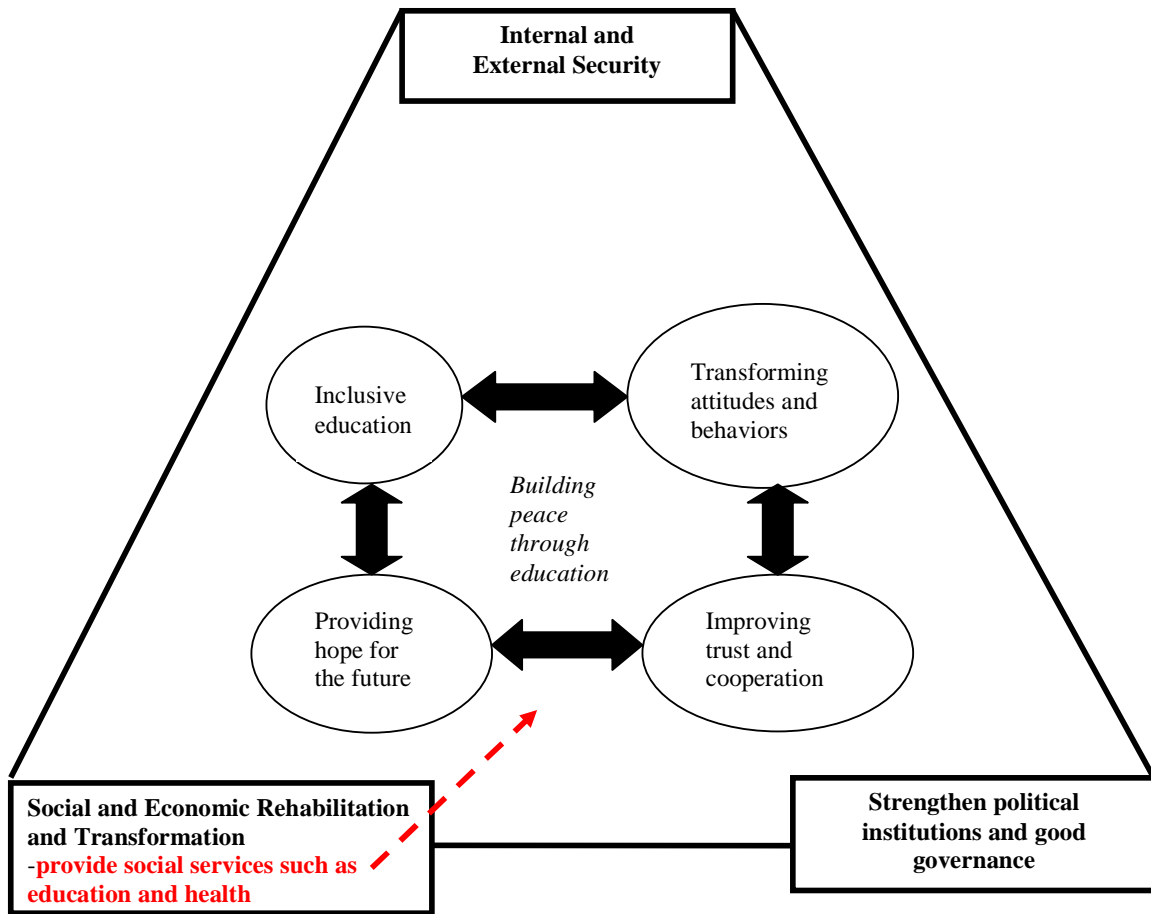 Internal and
External Security
Inclusive
education
Transforming
attitudes and
behaviors
Building
peace
through
education
Providing
hope for
the future
Improving
trust and
cooperation
Social and Economic Rehabilitation
and Transformation
-provide social services such as
education and health
Strengthen political
institutions and good
governance